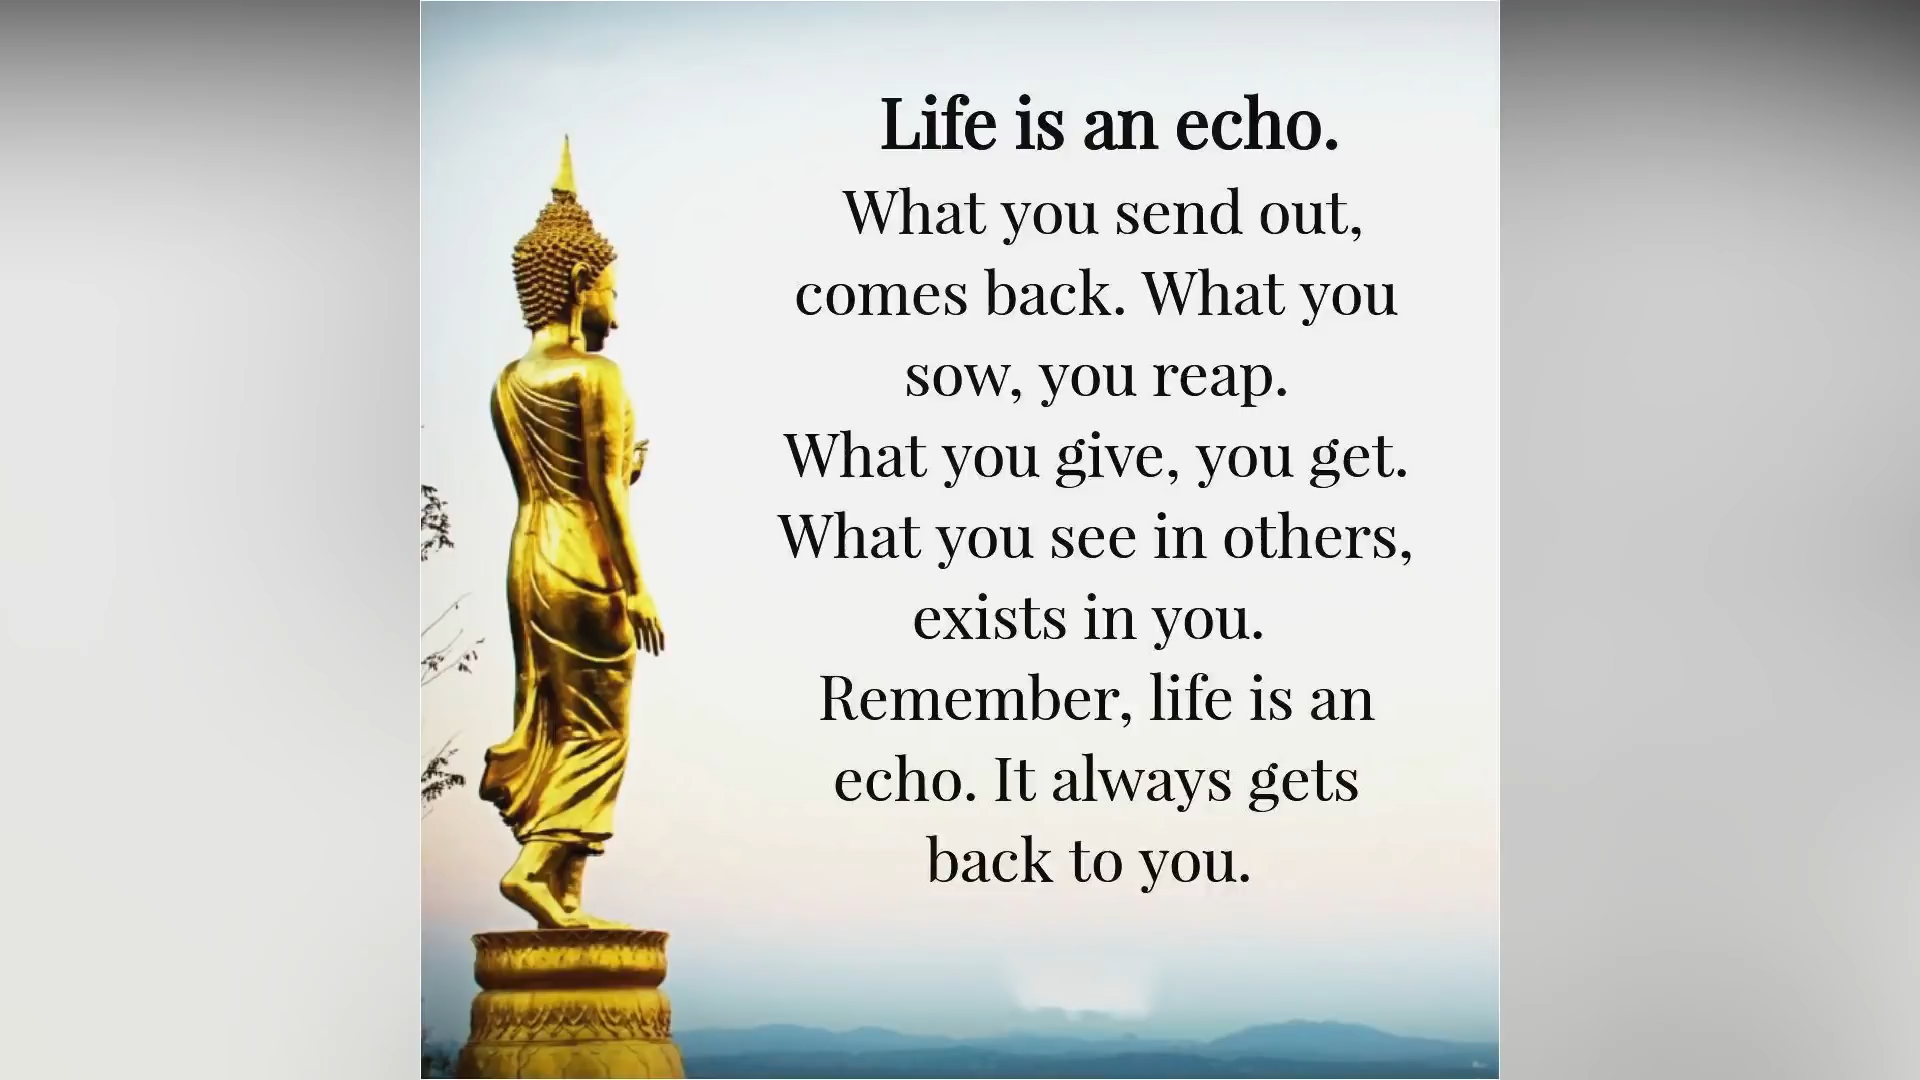 Life is an echo.
What you send out,
comes back. What you
sow, you reap.
What you give, you get.
What you see in others,
exists in you.
Remember, life is an
echo. It always gets
back to you.